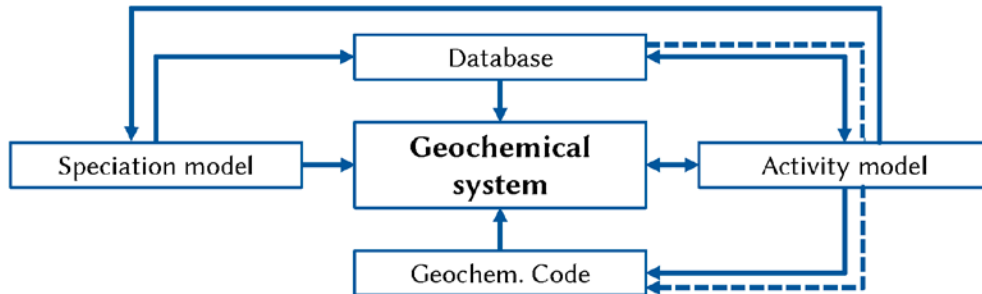 Database
Speciation model
Geochemical
system
Activity model
Geochem. Code